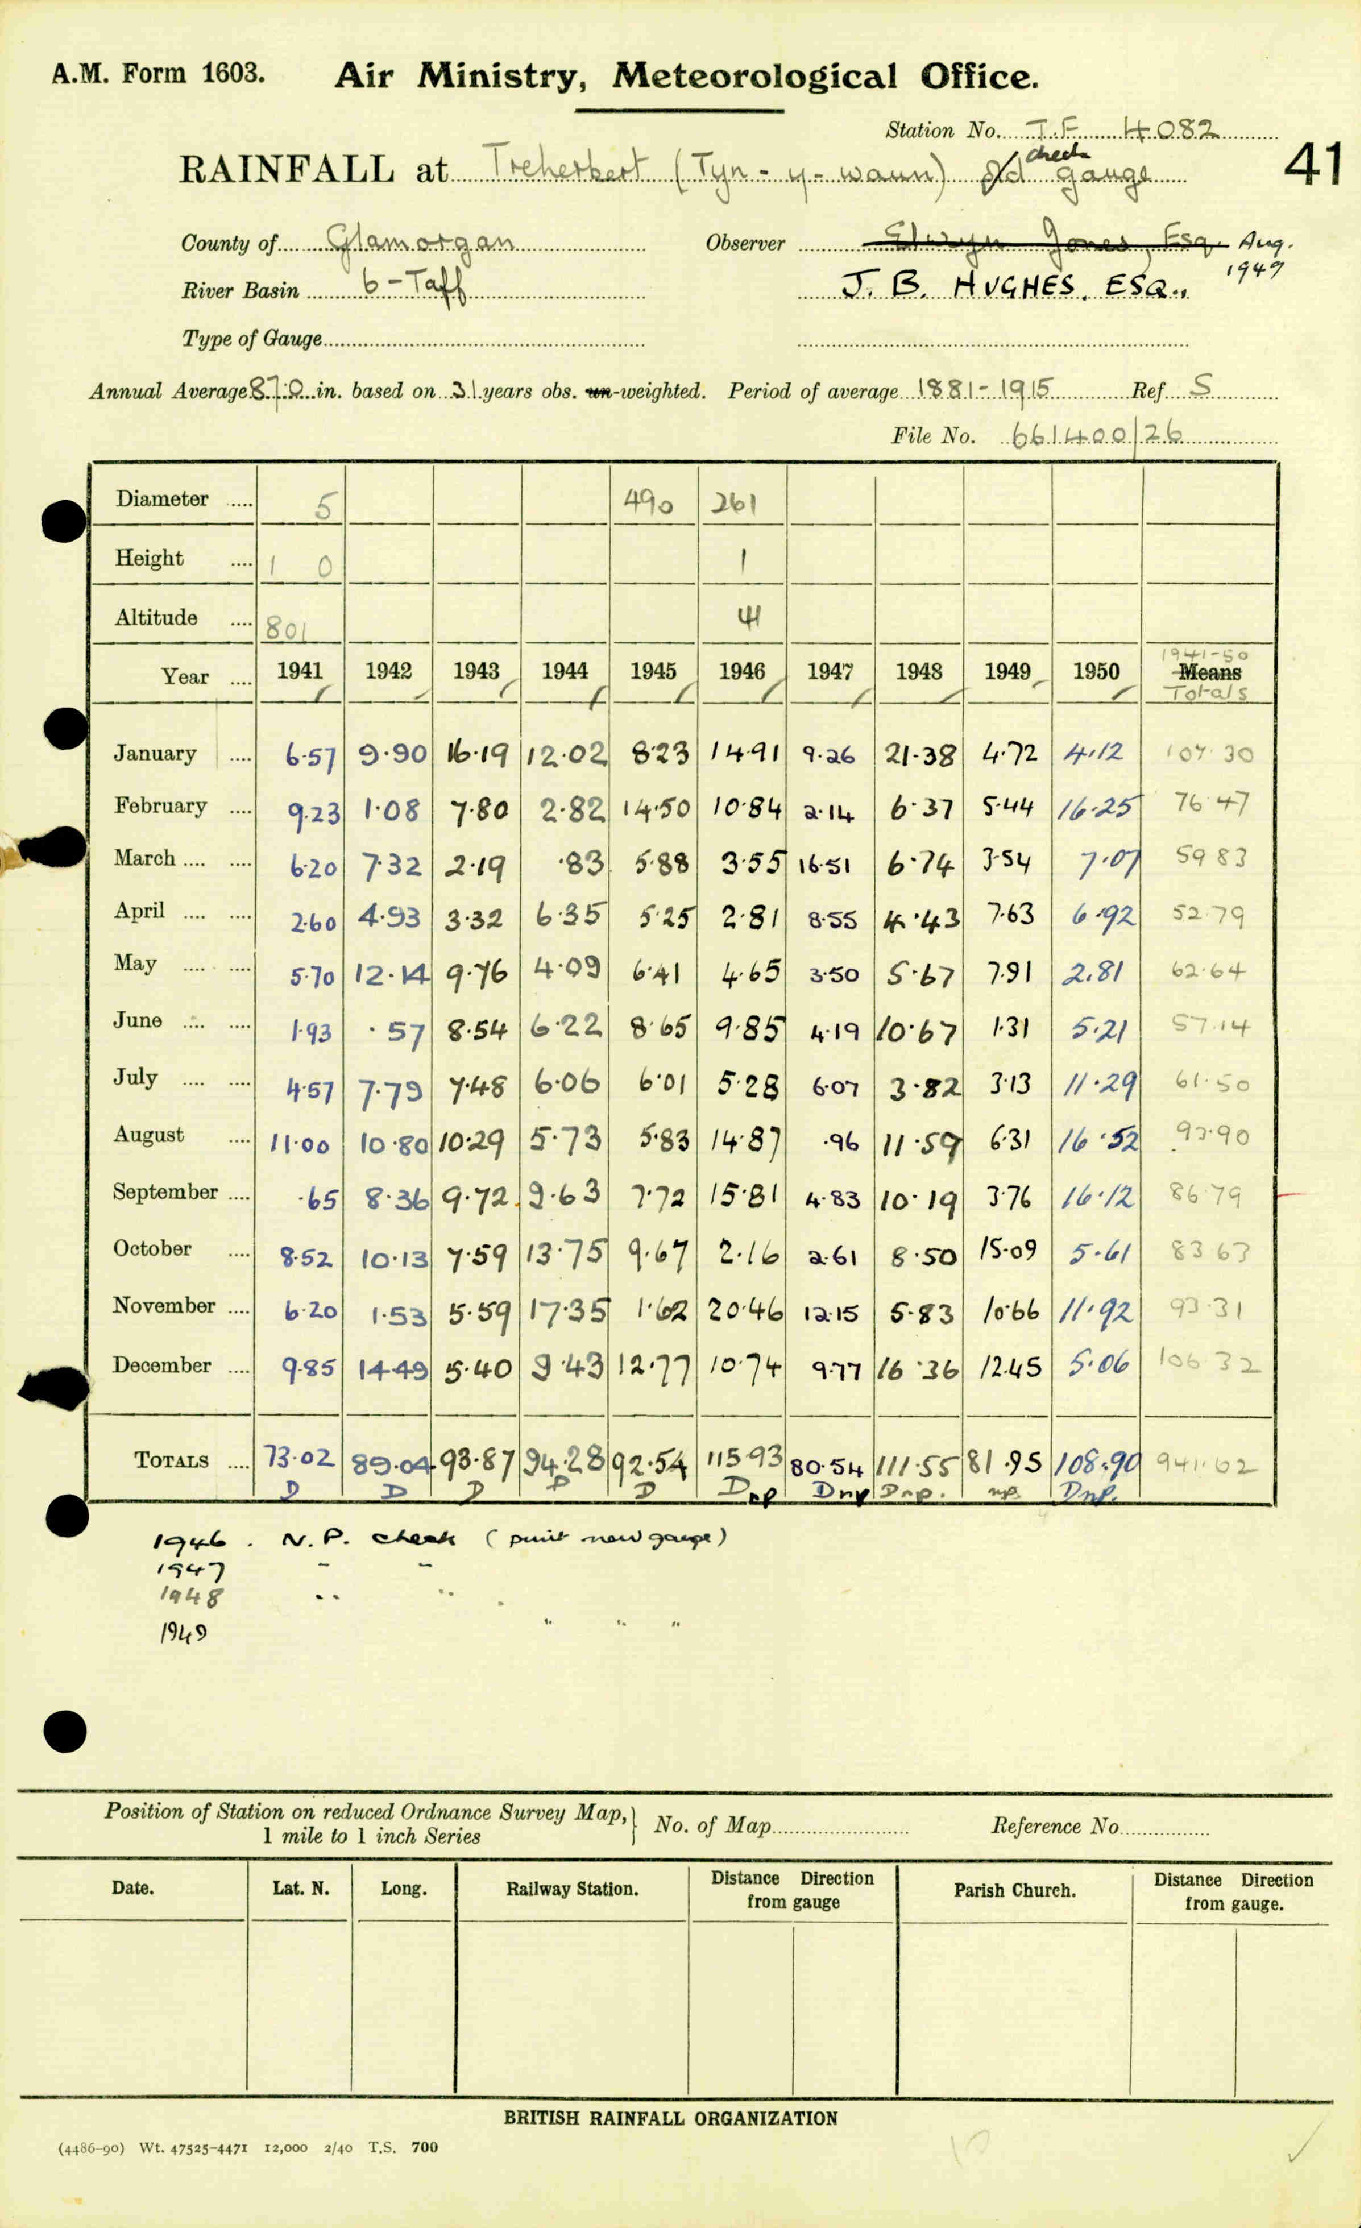 A.M. Form 1603. Air Ministry, Meteorological Office.
Station No. T.F. 4082
41
RAINFALL at Treherbert (Tyn-y-waun) old check gauge
County of Glamorgan Observer Elwyn Jones, Esq. Aug. 1949
River Basin 6-Taff J. B. HUGHES, ESQ.,
Type of Gauge
Annual Average 87.0 in. based on 31 years obs. un-weighted. Period of average 1881-1915 Ref S
File No. 661400/26
Diameter 5 490 261
Height 1 0 1
Altitude 801
Year 1941 1942 1943 1944 1945 1946 1947 1948 1949 1950 1941-50 Means Totals
January 6.57 9.90 16.19 12.02 8.23 14.91 9.26 21.38 4.72 4.12 107.30
February 9.23 1.08 7.80 2.82 14.50 10.84 2.14 6.37 5.44 16.25 76.47
March 6.20 7.32 2.19 .83 5.88 3.55 16.51 6.74 3.54 7.07 59.83
April 2.60 4.93 3.32 6.35 5.25 2.81 8.55 4.43 7.63 6.92 52.79
May 5.70 12.14 9.76 4.09 6.41 4.65 3.50 5.67 7.91 2.81 62.64
June 1.93 .57 8.54 6.22 8.65 9.85 4.19 10.67 1.31 5.21 57.14
July 4.57 7.79 7.48 6.06 6.01 5.28 6.07 3.82 3.13 11.29 61.50
August 11.00 10.80 10.29 5.73 5.83 14.87 .96 11.59 6.31 16.52 93.90
September .65 8.36 9.72 9.63 7.72 15.81 4.83 10.19 3.76 16.12 86.79
October 8.52 10.13 7.59 13.75 9.67 2.16 2.61 8.50 15.09 5.61 83.63
November 6.20 1.53 5.59 17.35 1.62 20.46 12.15 5.83 10.66 11.92 93.31
December 9.85 14.49 5.40 9.43 12.77 10.74 9.77 16.36 12.45 5.06 106.32
TOTALS 73.02 89.04 93.87 94.28 92.54 115.93 80.54 111.55 81.95 108.90 941.62
D D D D D Dnp Dnp Dnp. np. Dnp.
1946. N.P. check (print new gauge)
1947 " "
1948 " "
1949 " " "
Position of Station on reduced Ordnance Survey Map, 1 mile to 1 inch Series } No. of Map Reference No
Date. Lat. N. Long. Railway Station. Distance Direction from gauge Parish Church. Distance Direction from gauge.
BRITISH RAINFALL ORGANIZATION
(4486-90) Wt. 47525-4471 12,000 2/40 T.S. 700